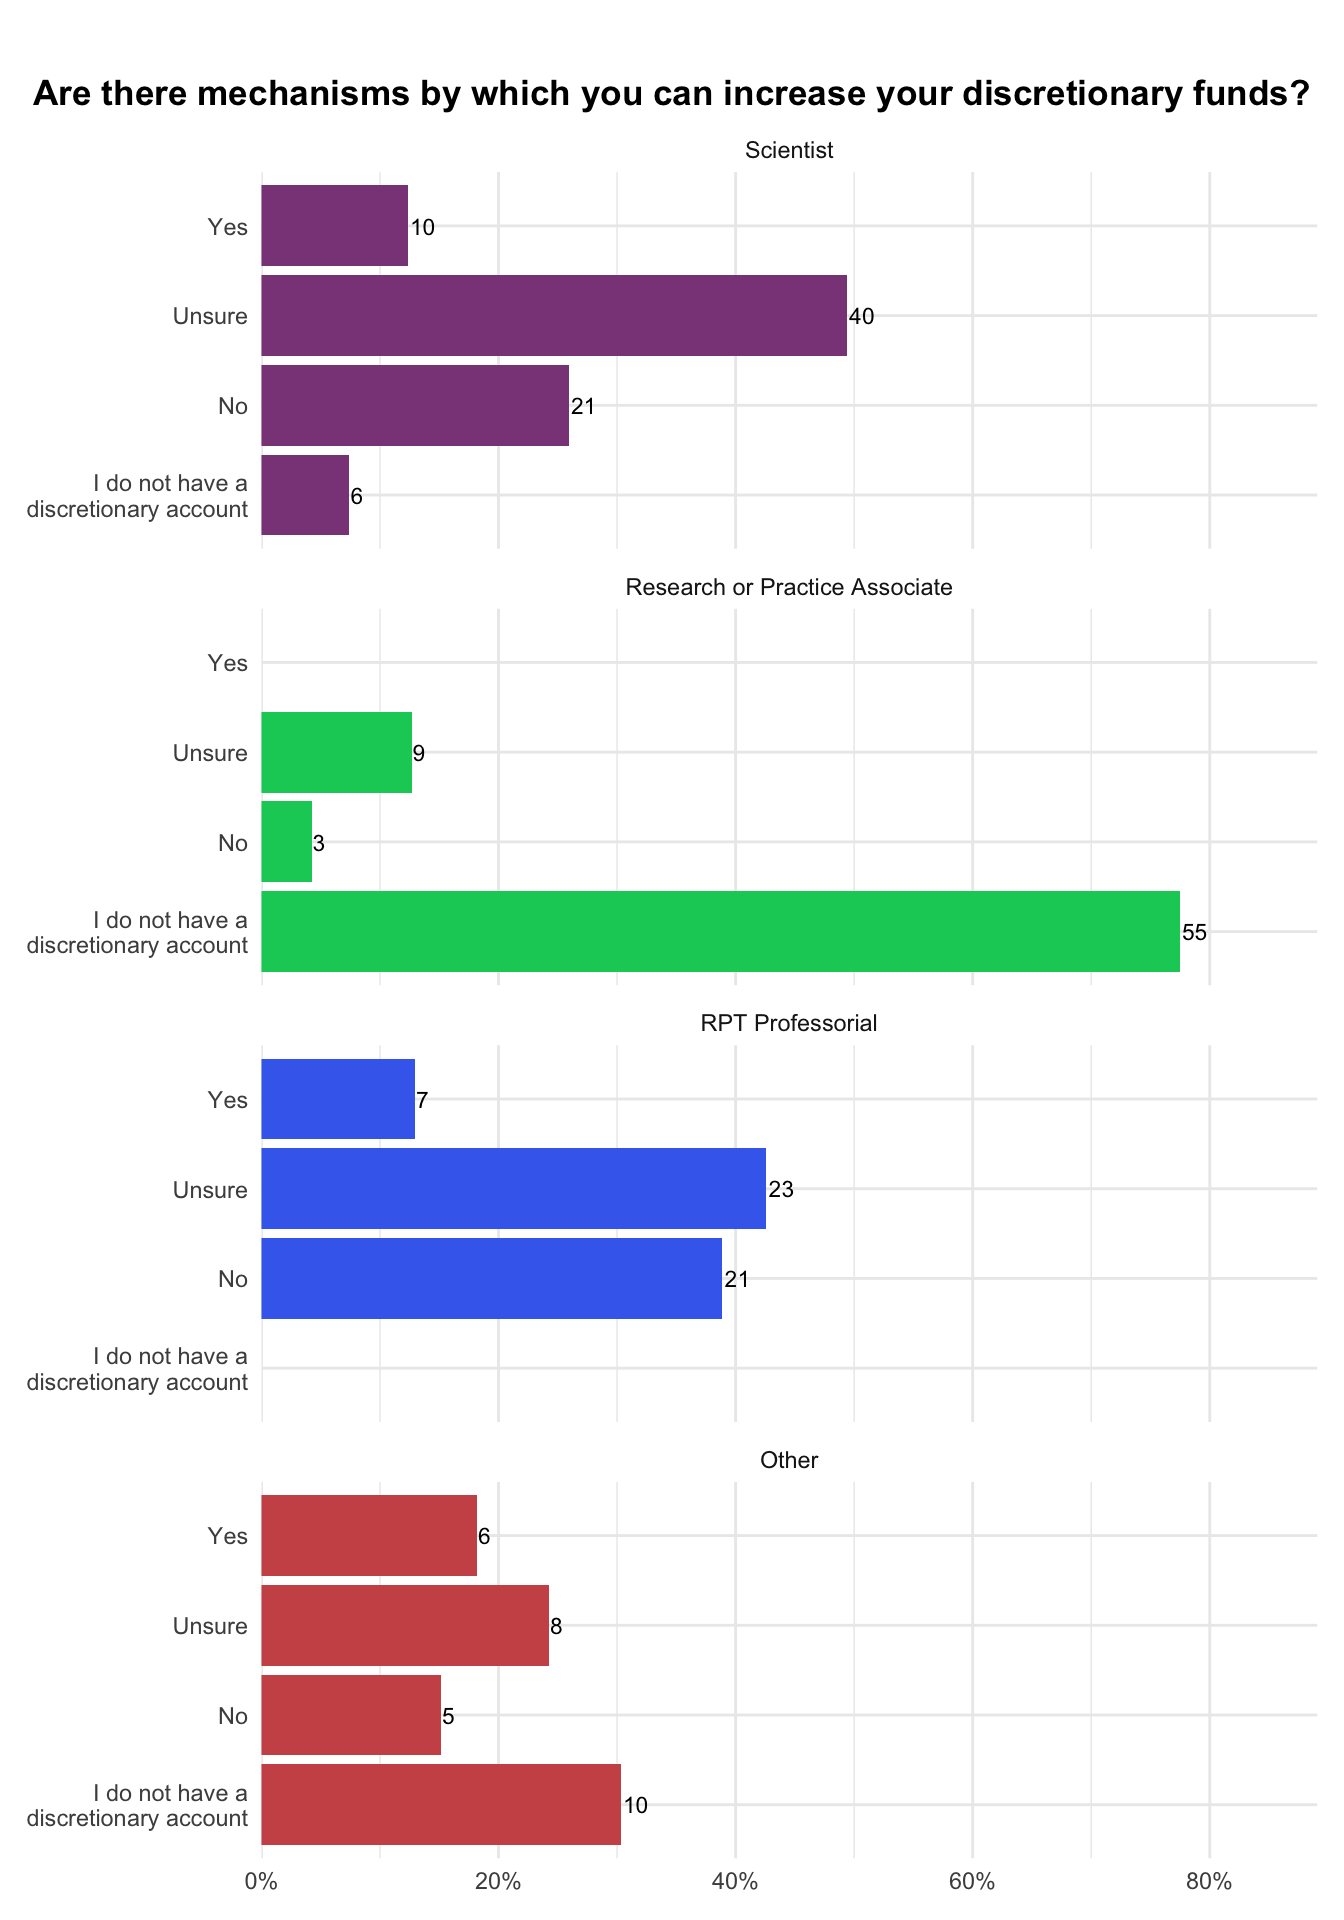 Are there mechanisms by which you can increase your discretionary funds?
Scientist
Yes
10
Unsure
40
No
21
I do not have a
discretionary account
6
Research or Practice Associate
Yes
Unsure
9
No
3
I do not have a
discretionary account
55
RPT Professorial
Yes
7
Unsure
23
No
21
I do not have a
discretionary account
Other
Yes
6
Unsure
8
No
5
I do not have a
discretionary account
10
0% 20% 40% 60% 80%